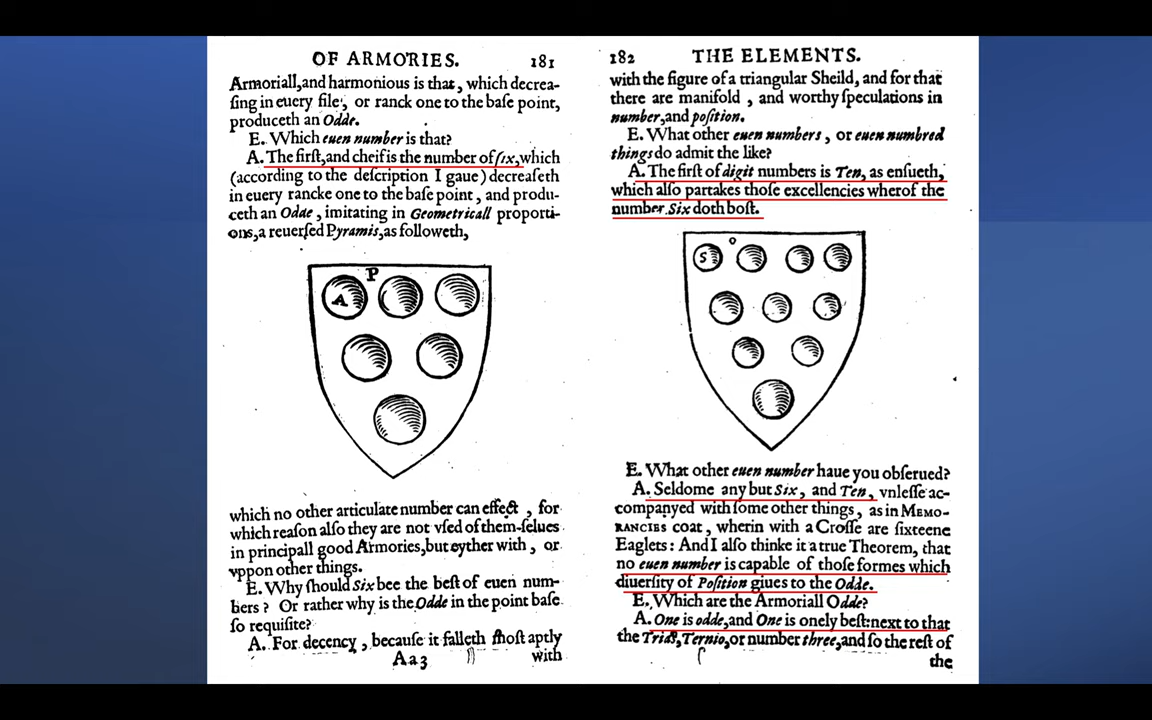 OF ARMORIES. 181
Armoriall, and harmonious is that, which decrea-
ſing in euery file, or ranck one to the baſe point,
produceth an Odde.
E. Which euen number is that?
A. The firſt, and cheif is the number of ſix, which
(according to the deſcription I gaue) decreaſeth
in euery rancke one to the baſe point, and produ-
ceth an Odde, imitating in Geometricall proporti-
ons, a reuerſed Pyramis, as followeth,
P
A
which no other articulate number can effect, for
which reaſon alſo they are not vſed of them-ſelues
in principall good Armories, but eyther with, or
vppon other things.
E. Why ſhould Six bee the beſt of euen num-
bers? Or rather why is the Odde in the point baſe
ſo requiſite?
A. For decency, becauſe it falleth moſt aptly
Aa3 with
182 THE ELEMENTS.
with the figure of a triangular Sheild, and for that
there are manifold, and worthy ſpeculations in
number, and poſition.
E. What other euen numbers, or euen numbred
things do admit the like?
A. The firſt of digit numbers is Ten, as enſueth,
which alſo partakes thoſe excellencies wherof the
number Six doth boſt.
S O
E. What other euen number haue you obſerued?
A. Seldome any but Six, and Ten, vnleſſe ac-
companyed with ſome other things, as in MEMO-
RANCIES coat, wherin with a Croſſe are ſixteene
Eaglets: And I alſo thinke it a true Theorem, that
no euen number is capable of thoſe formes which
diuerſity of Poſition giues to the Odde.
E. Which are the Armoriall Odde?
A. One is odde, and One is onely beſt: next to that
the Trias, Ternio, or number three, and ſo the reſt of
the